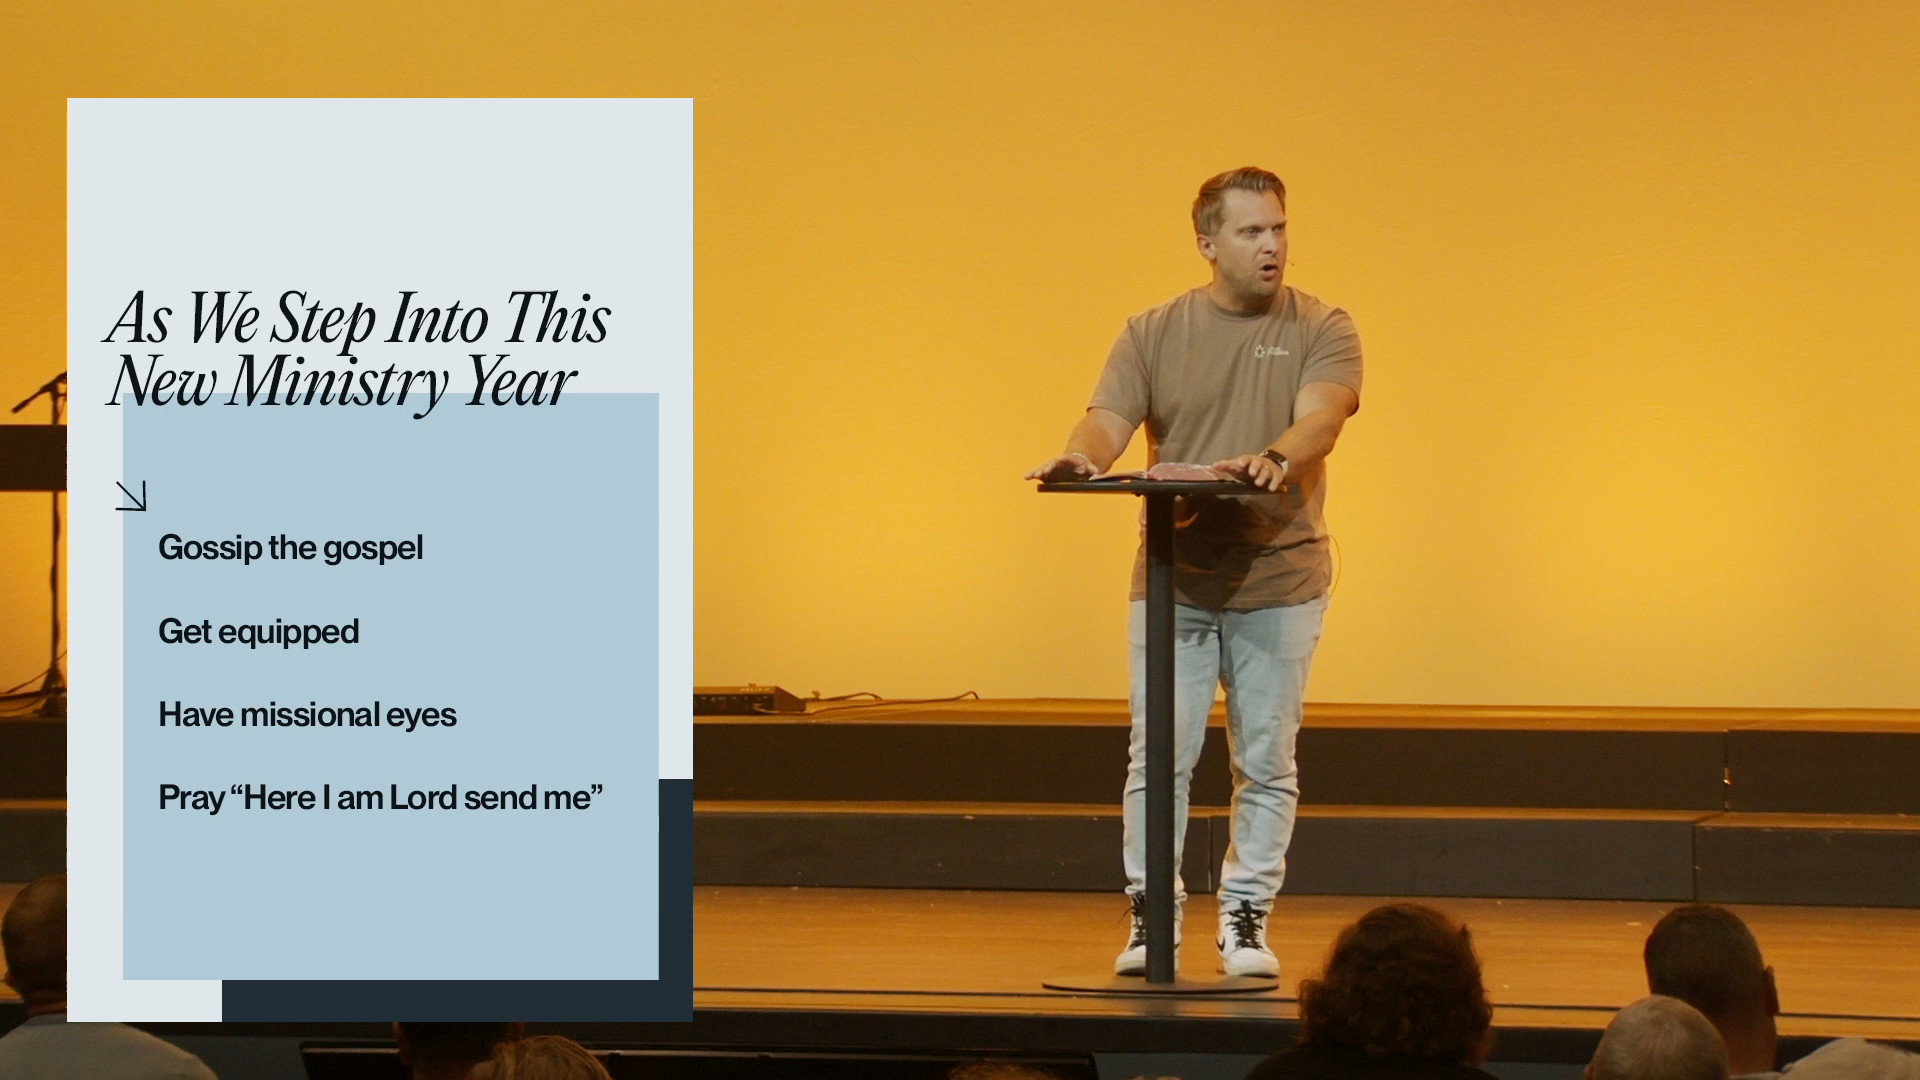 As We Step Into This
New Ministry Year
Gossip the gospel
Get equipped
Have missional eyes
Pray “Here I am Lord send me”